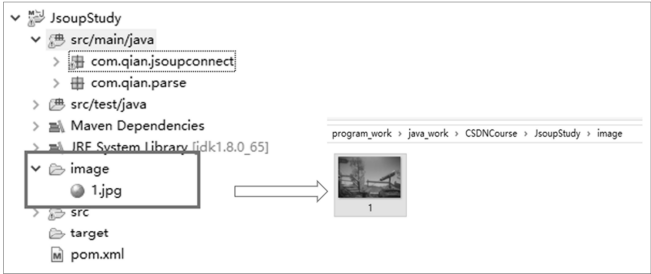 JsoupStudy
src/main/java
com.qian.jsoupconnect
com.qian.parse
src/test/java
Maven Dependencies
JRE System Library [jdk1.8.0_65]
image
1.jpg
src
target
pom.xml
program_work › java_work › CSDNCourse › JsoupStudy › image
1